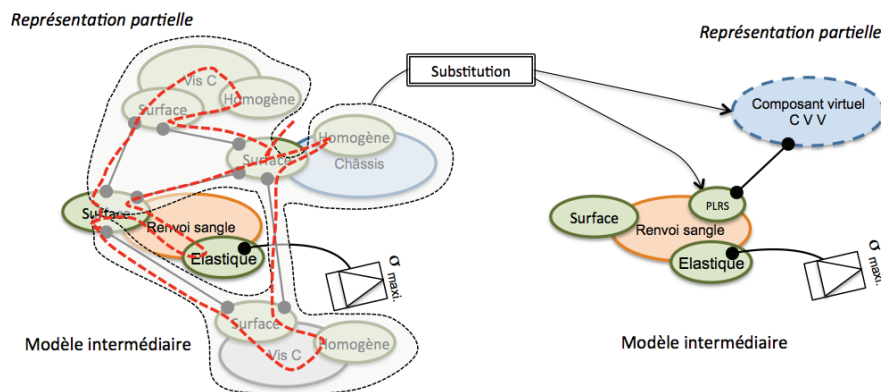 Représentation partielle
Vis C
Surface
Homogène
Surface
Homogène
Châssis
Surface
Renvoi sangle
Elastique
σ maxi.
Surface
Homogène
Vis C
Modèle intermédiaire
Substitution
Représentation partielle
Composant virtuel
C V V
PLRS
Surface
Renvoi sangle
Elastique
σ maxi.
Modèle intermédiaire